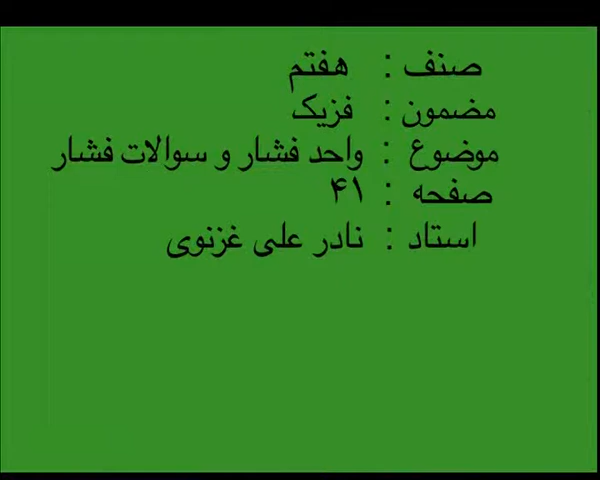 صنف : هفتم
مضمون : فزیک
موضوع : واحد فشار و سوالات فشار
صفحه : ۴۱
استاد : نادر علی غزنوی